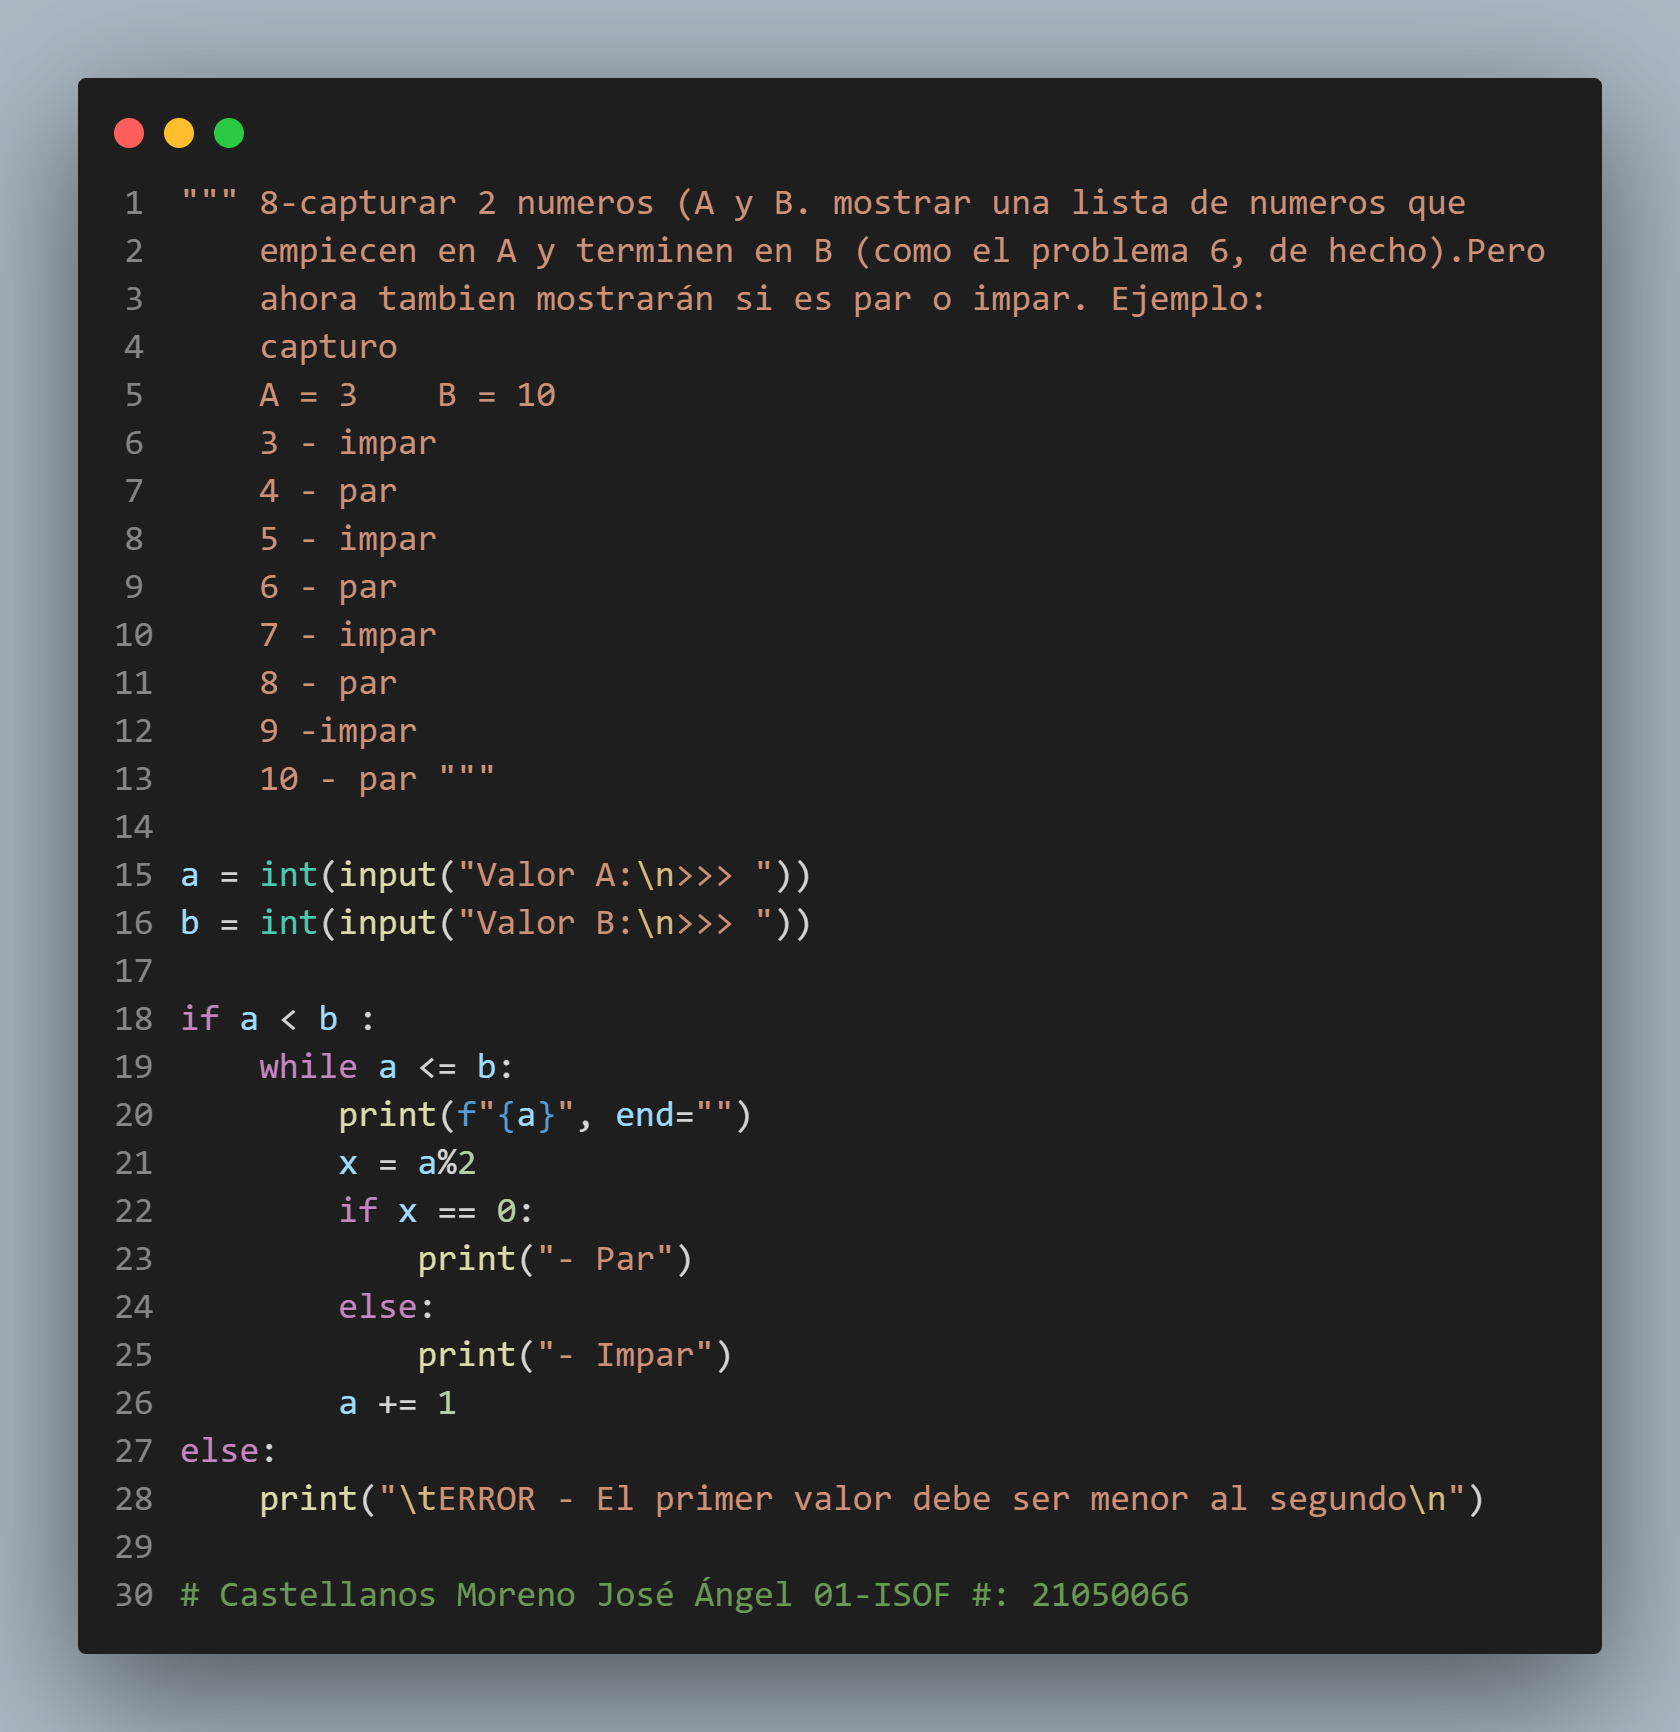 1 """ 8-capturar 2 numeros (A y B. mostrar una lista de numeros que
2     empiecen en A y terminen en B (como el problema 6, de hecho).Pero
3     ahora tambien mostrarán si es par o impar. Ejemplo:
4     capturo
5     A = 3    B = 10
6     3 - impar
7     4 - par
8     5 - impar
9     6 - par
10     7 - impar
11     8 - par
12     9 -impar
13     10 - par """
14
15 a = int(input("Valor A:\n>>> "))
16 b = int(input("Valor B:\n>>> "))
17
18 if a < b :
19     while a <= b:
20         print(f"{a}", end="")
21         x = a%2
22         if x == 0:
23             print("- Par")
24         else:
25             print("- Impar")
26         a += 1
27 else:
28     print("\tERROR - El primer valor debe ser menor al segundo\n")
29
30 # Castellanos Moreno José Ángel 01-ISOF #: 21050066